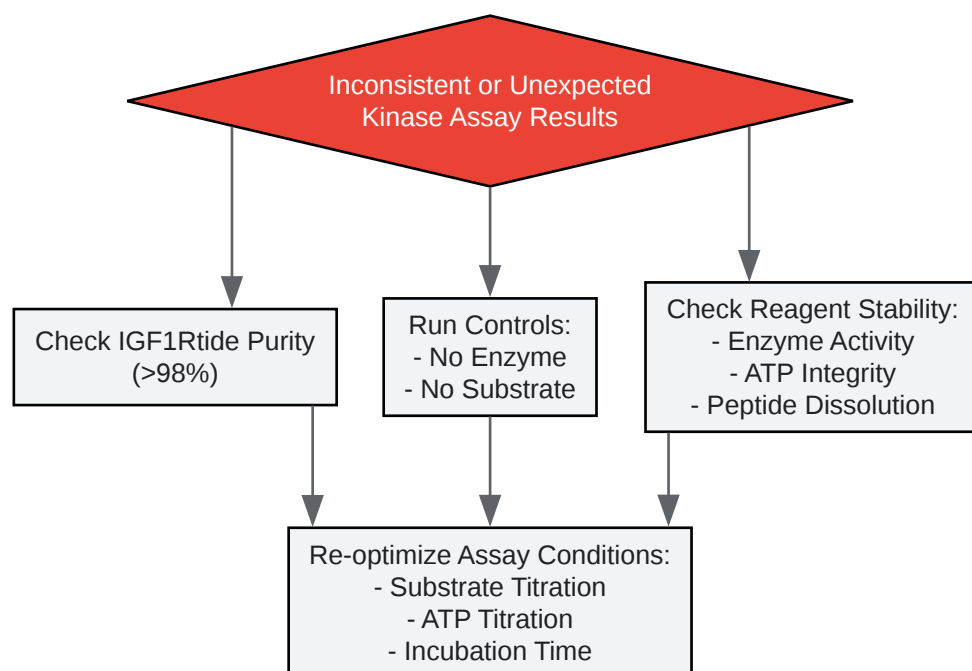 Inconsistent or Unexpected
Kinase Assay Results
Check IGF1Rtide Purity
(>98%)
Run Controls:
- No Enzyme
- No Substrate
Check Reagent Stability:
- Enzyme Activity
- ATP Integrity
- Peptide Dissolution
Re-optimize Assay Conditions:
- Substrate Titration
- ATP Titration
- Incubation Time